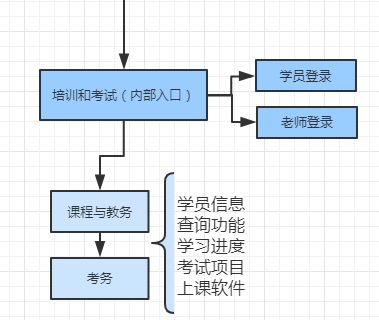 学员登录
培训和考试（内部入口）
老师登录
课程与教务
考务
学员信息
查询功能
学习进度
考试项目
上课软件